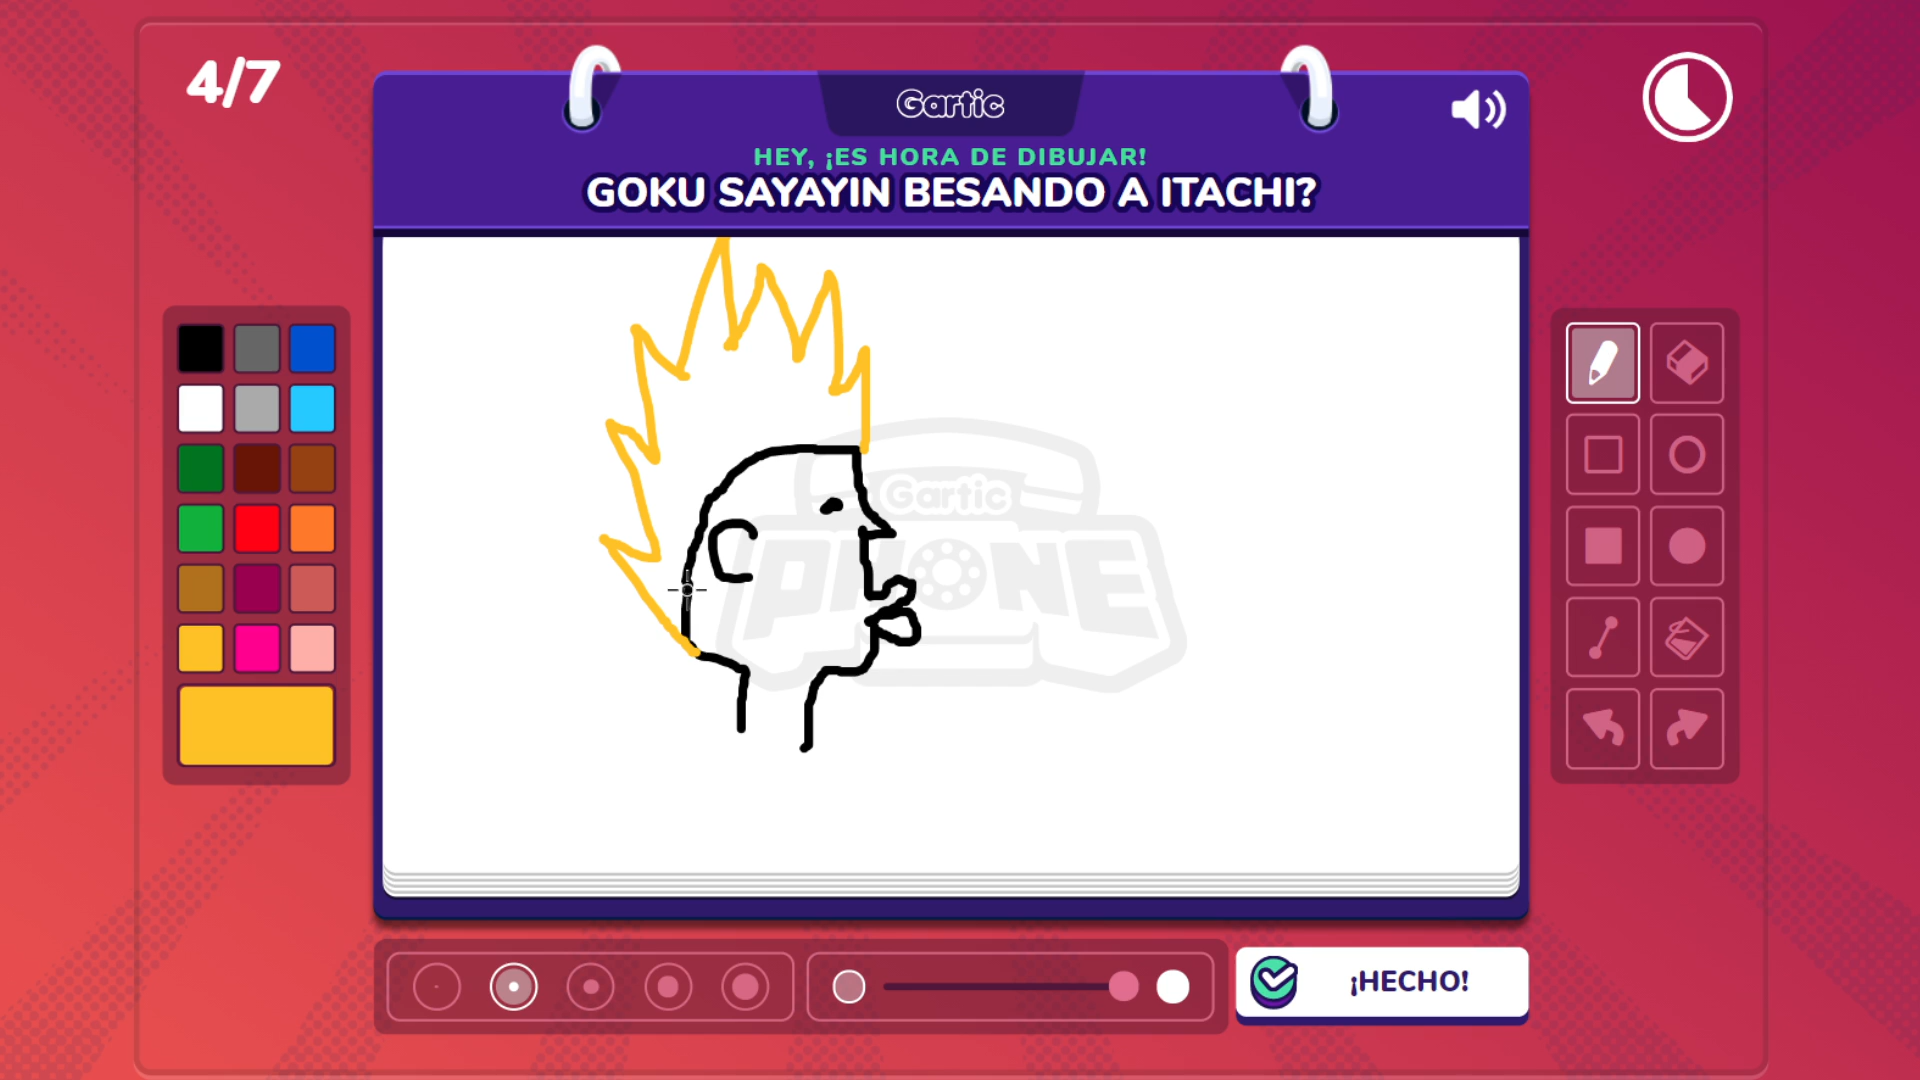 4/7
Gartic
HEY, ¡ES HORA DE DIBUJAR!
GOKU SAYAYIN BESANDO A ITACHI?
Gartic
PHONE
¡HECHO!